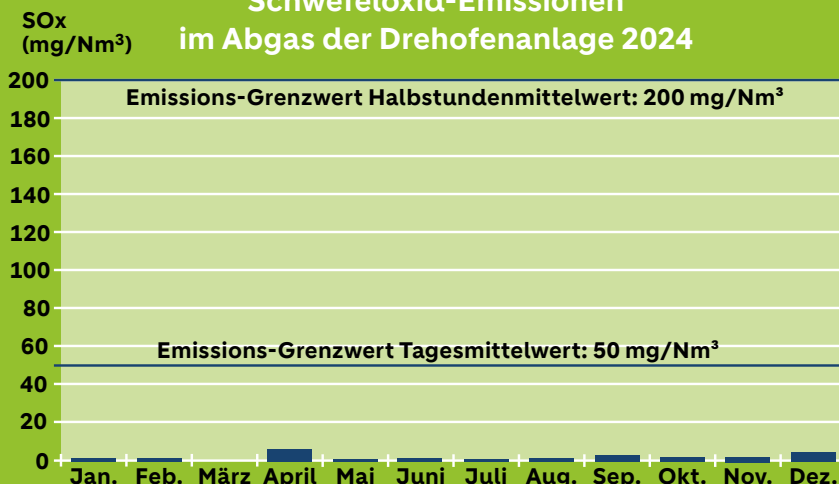 Schwefeloxid-Emissionen
im Abgas der Drehofenanlage 2024
SOx
(mg/Nm³)
200
Emissions-Grenzwert Halbstundenmittelwert: 200 mg/Nm³
180
160
140
120
100
80
60
Emissions-Grenzwert Tagesmittelwert: 50 mg/Nm³
40
20
0
Jan. Feb. März April Mai Juni Juli Aug. Sep. Okt. Nov. Dez